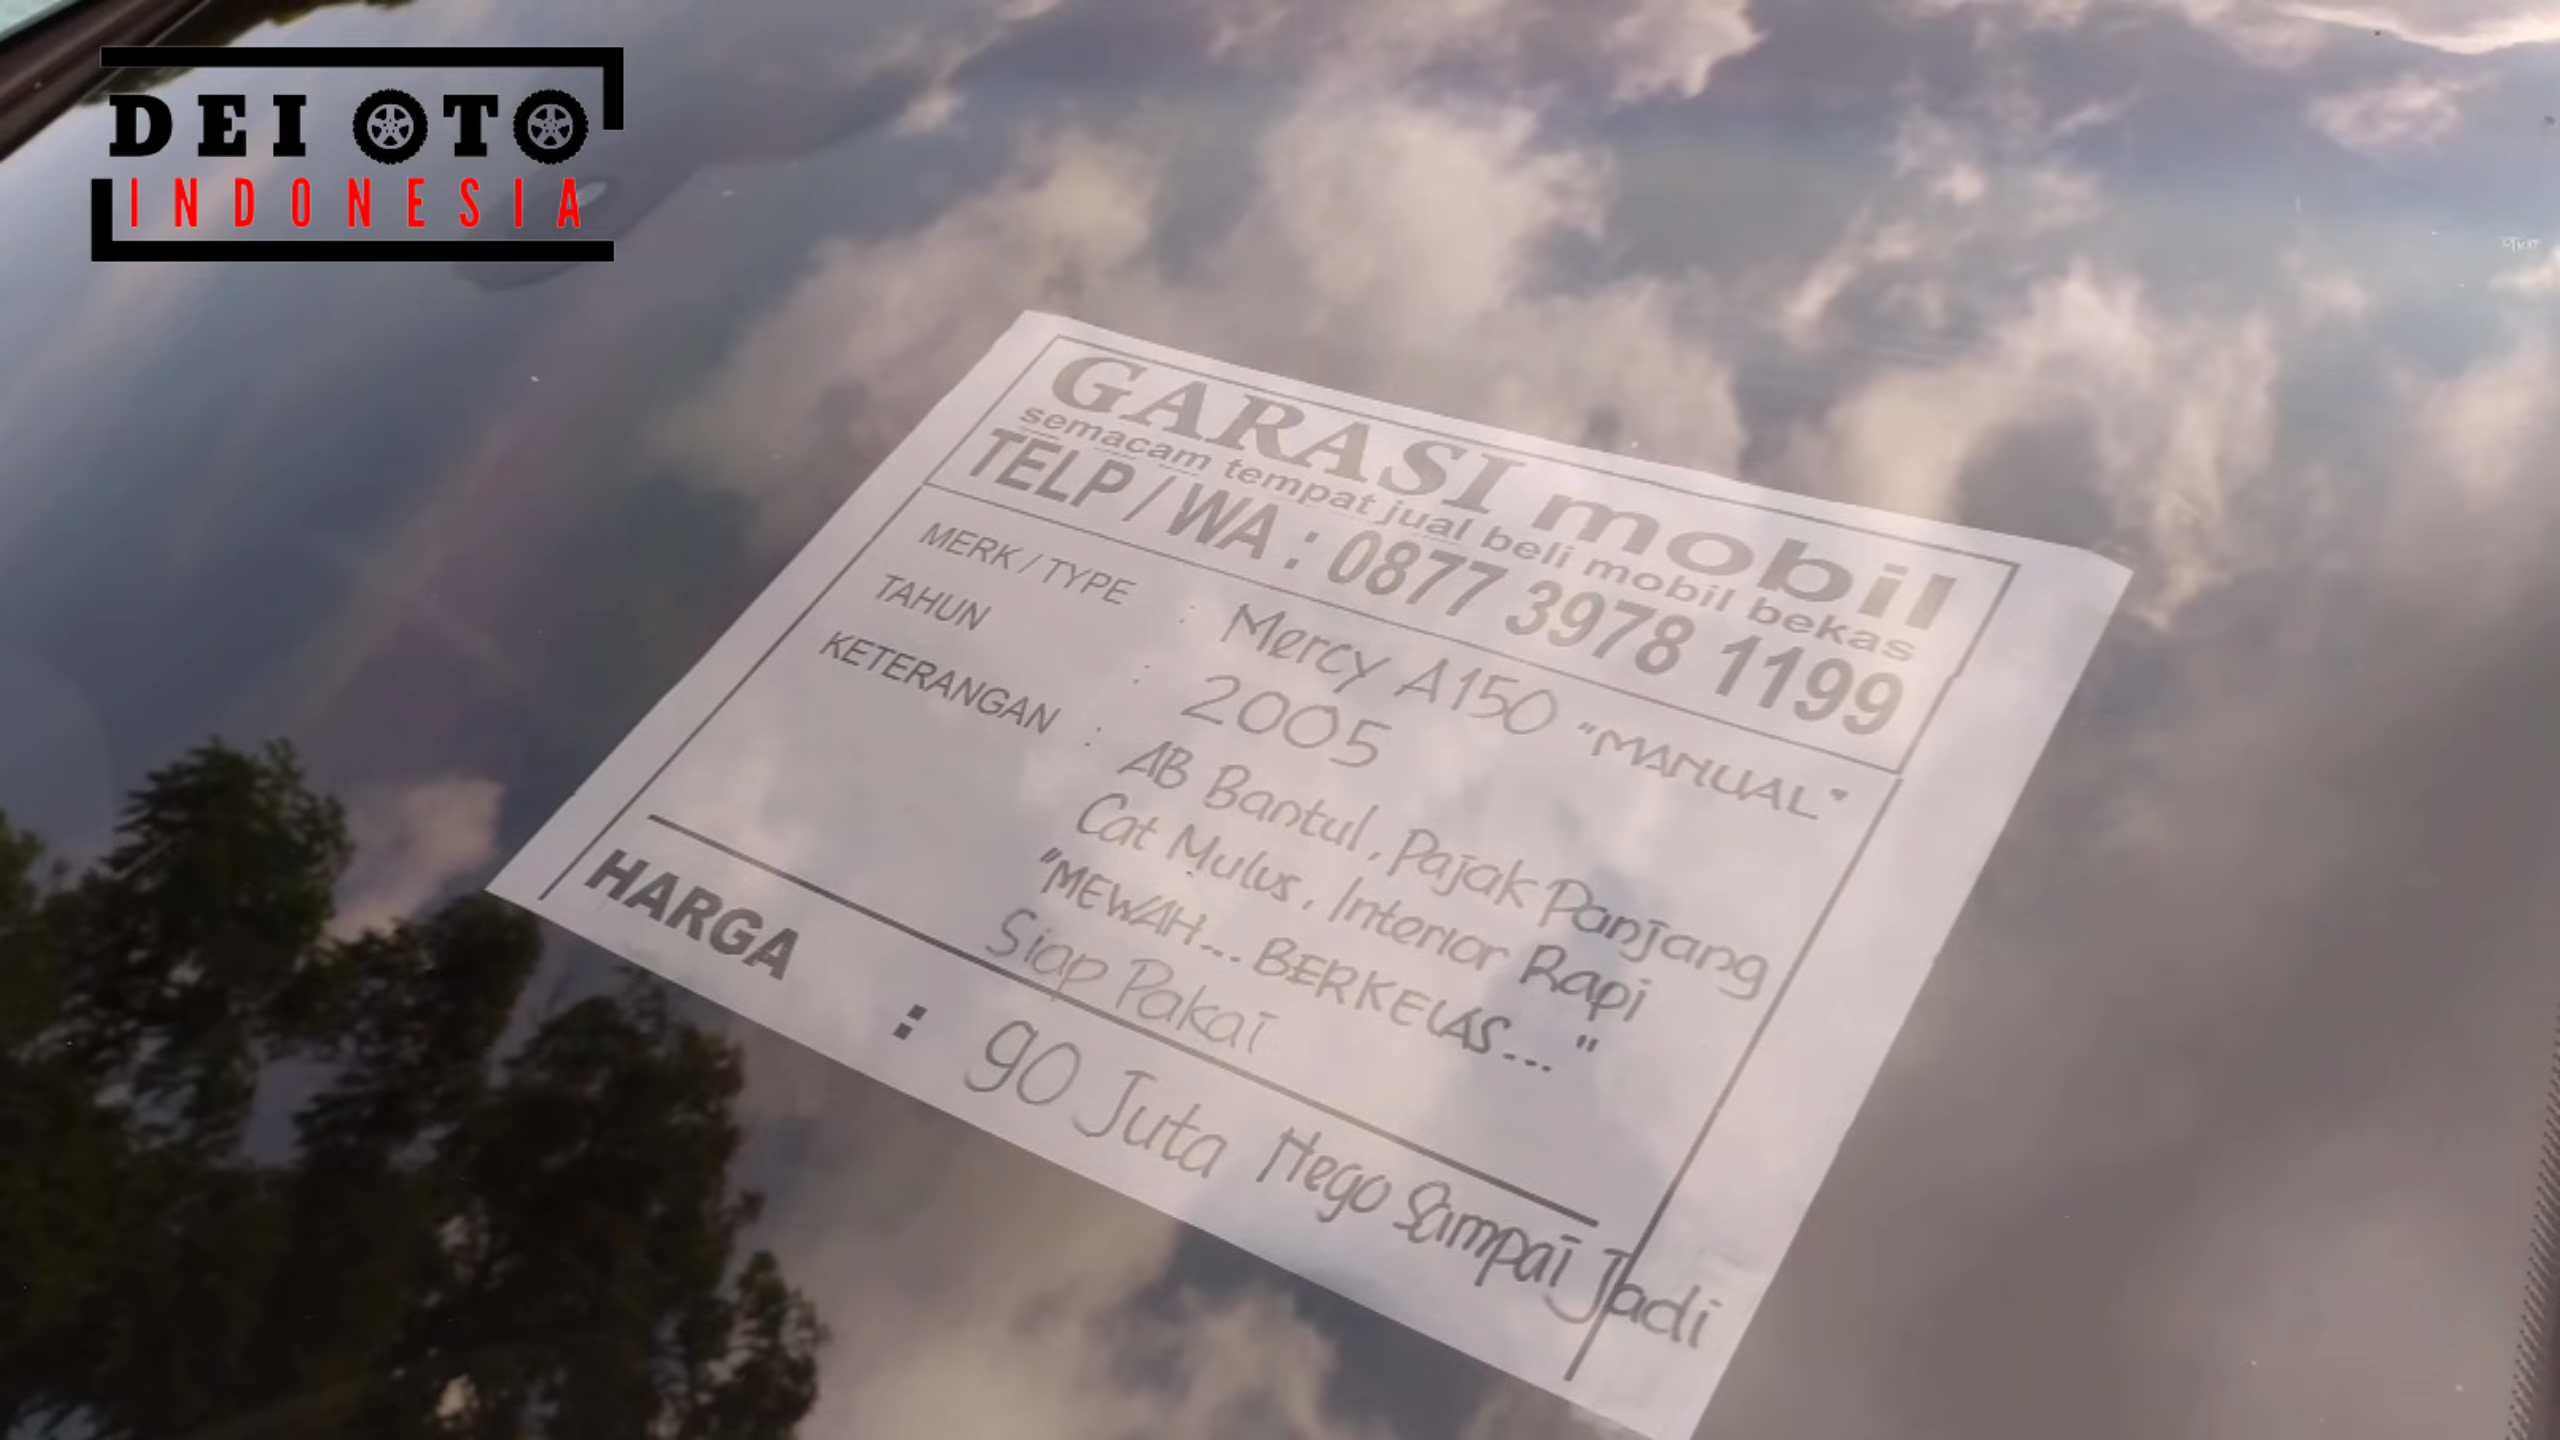 DEI OTO
INDONESIA
GARASI mobil
semacam tempat jual beli mobil bekas
TELP / WA : 0877 3978 1199
MERK / TYPE : Mercy A150 "MANUAL"
TAHUN : 2005
KETERANGAN : AB Bantul, Pajak Panjang
Cat Mulus, Interior Rapi
"MEWAH... BERKELAS..."
Siap Pakai
HARGA : 90 Juta Nego Sampai Jadi